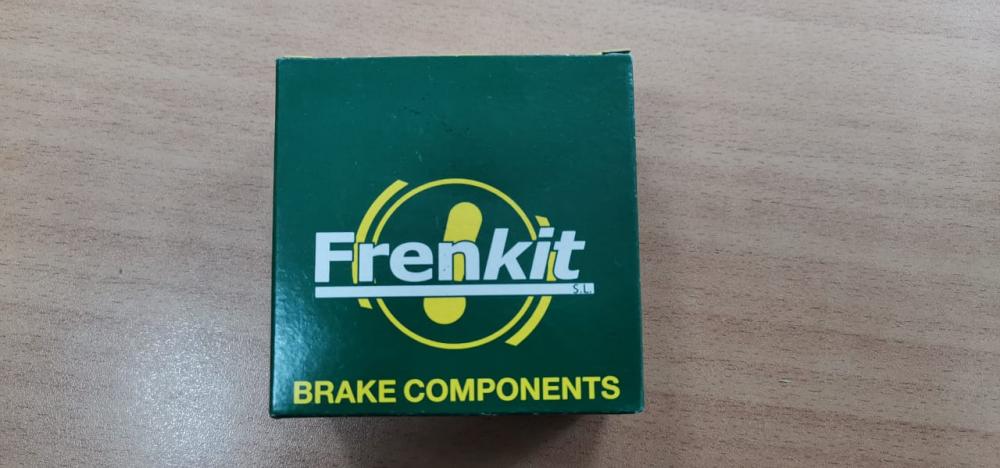 Frenkit
S.L.
BRAKE COMPONENTS